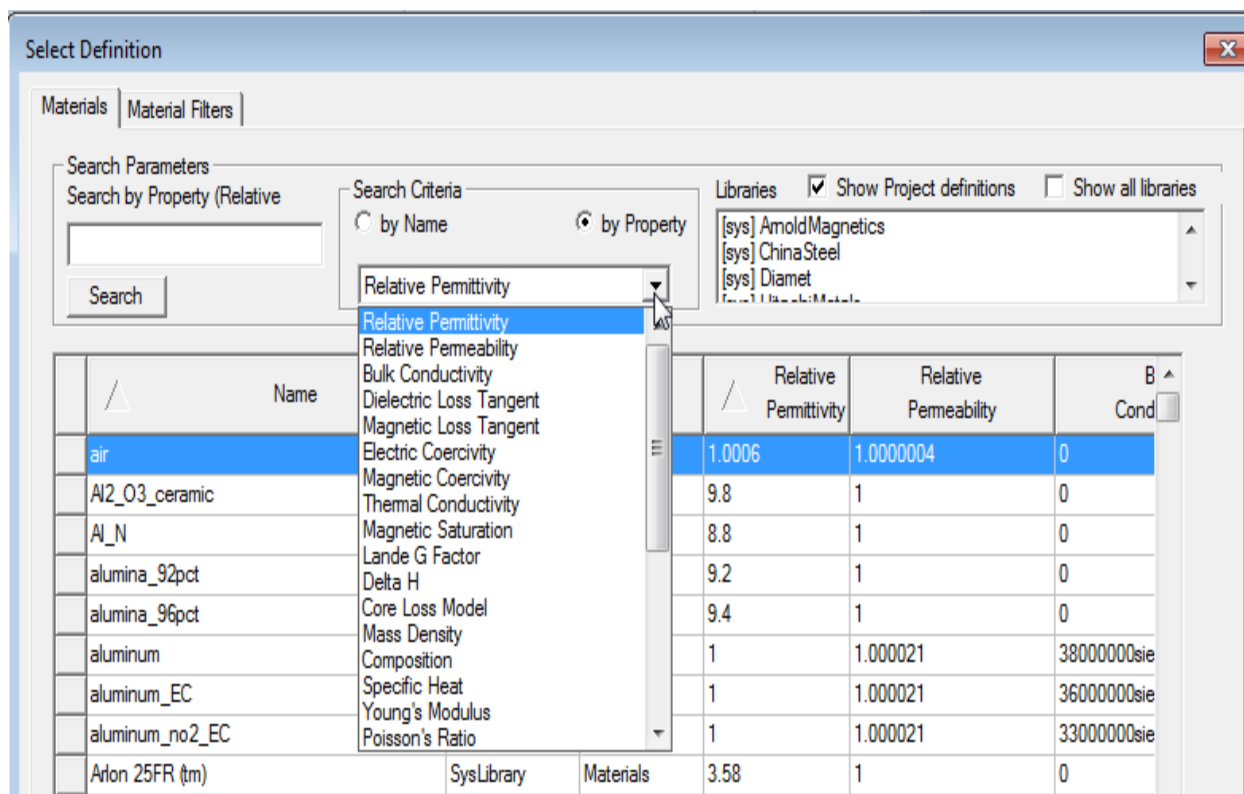 Select Definition
Materials
Material Filters
Search Parameters
Search by Property (Relative
Search
Search Criteria
by Name
by Property
Relative Permittivity
Libraries
Show Project definitions
Show all libraries
[sys] ArnoldMagnetics
[sys] ChinaSteel
[sys] Diamet
[sys] HitachiMetals
Relative Permittivity
Relative Permeability
Bulk Conductivity
Dielectric Loss Tangent
Magnetic Loss Tangent
Electric Coercivity
Magnetic Coercivity
Thermal Conductivity
Magnetic Saturation
Lande G Factor
Delta H
Core Loss Model
Mass Density
Composition
Specific Heat
Young's Modulus
Poisson's Ratio
Name
Relative
Permittivity
Relative
Permeability
B
Cond
air 1.0006 1.0000004 0
Al2_O3_ceramic 9.8 1 0
Al_N 8.8 1 0
alumina_92pct 9.2 1 0
alumina_96pct 9.4 1 0
aluminum 1 1.000021 38000000sie
aluminum_EC 1 1.000021 36000000sie
aluminum_no2_EC 1 1.000021 33000000sie
Arlon 25FR (tm) SysLibrary Materials 3.58 1 0